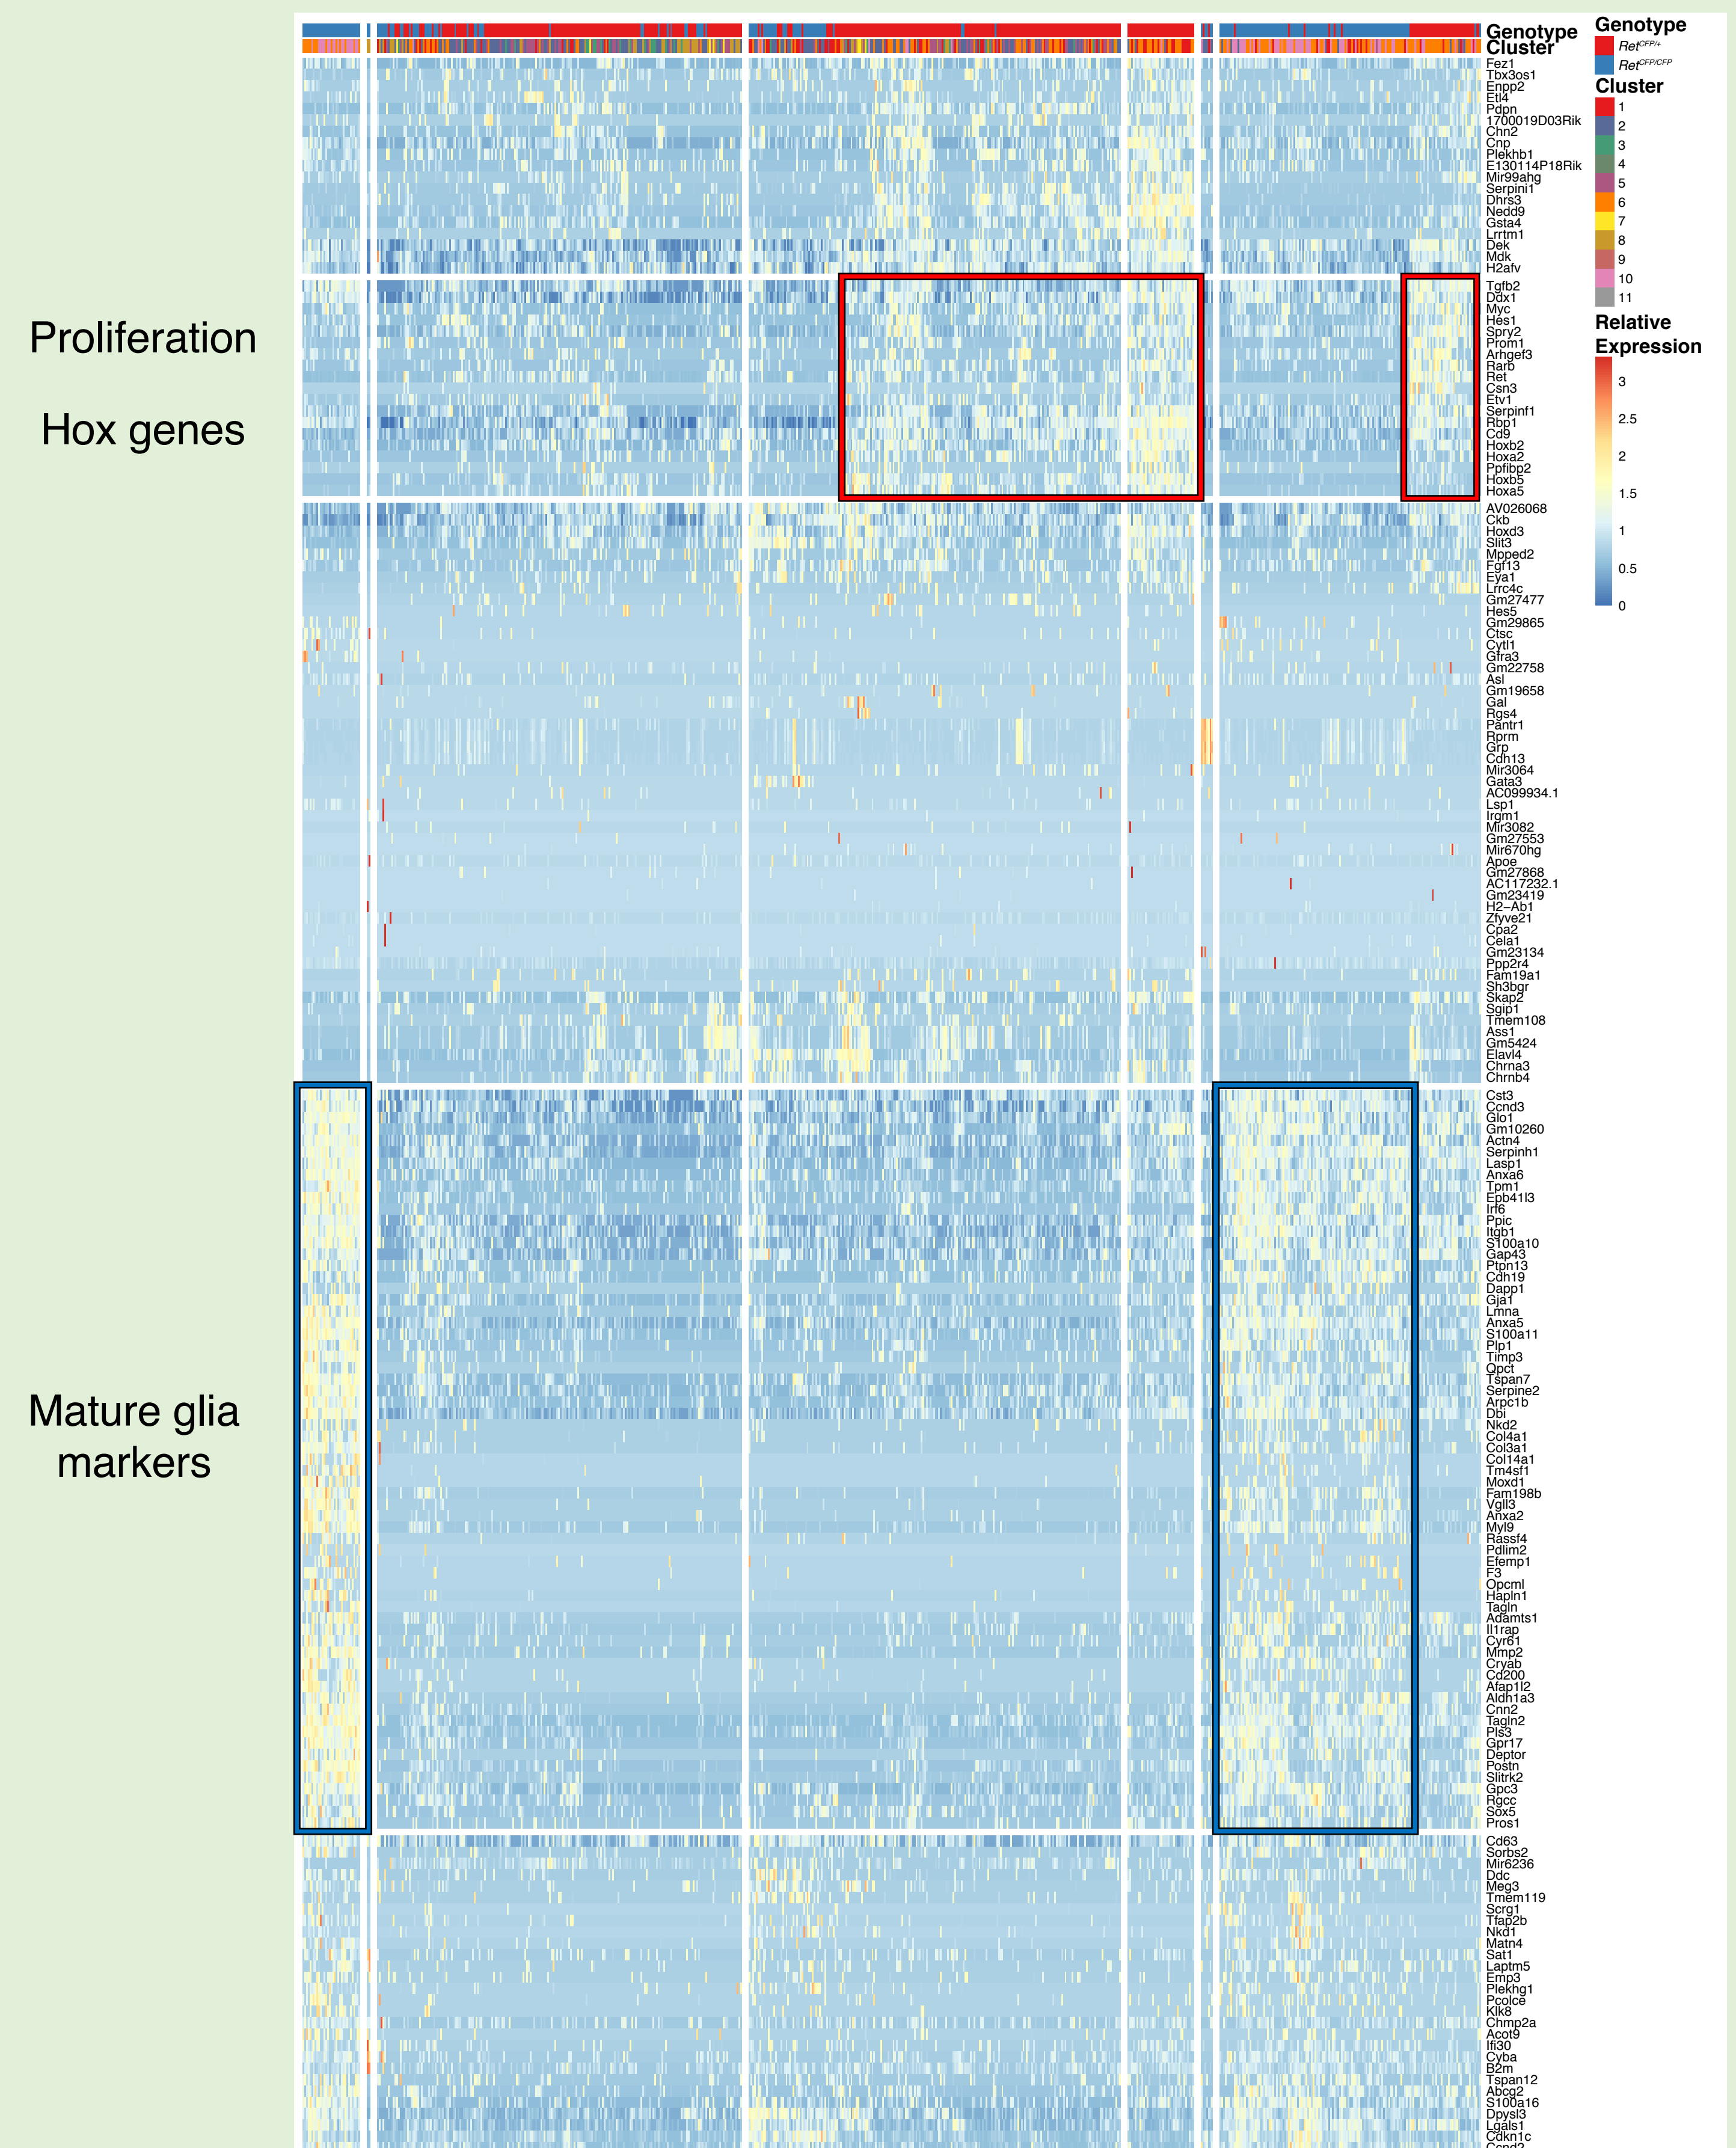 Genotype
Cluster
Fez1
Tbx3os1
Enpp2
Etl4
Pdpn
1700019D03Rik
Chn2
Cnp
Plekhb1
E130114P18Rik
Mir99ahg
Serpini1
Dhrs3
Nedd9
Gsta4
Lrrtm1
Dek
Mdk
H2afv
Proliferation
Hox genes
Tgfb2
Ddx1
Myc
Hes1
Spry2
Prom1
Arhgef3
Rarb
Ret
Csn3
Etv1
Serpinf1
Rbp1
Cd9
Hoxb2
Hoxa2
Ppfibp2
Hoxb5
Hoxa5
AV026068
Ckb
Hoxd3
Slit3
Mpped2
Fgf13
Eya1
Lrrc4c
Gm27477
Hes5
Gm29865
Ctsc
Cytl1
Gfra3
Gm22758
Asl
Gm19658
Gal
Rgs4
Pantr1
Rprm
Grp
Cdh13
Mir3064
Gata3
AC099934.1
Lsp1
Irgm1
Mir3082
Gm27553
Mir670hg
Apoe
Gm27868
AC117232.1
Gm23419
H2−Ab1
Zfyve21
Cpa2
Cela1
Gm23134
Ppp2r4
Fam19a1
Sh3bgr
Skap2
Sgip1
Tmem108
Ass1
Gm5424
Elavl4
Chrna3
Chrnb4
Mature glia
markers
Cst3
Ccnd3
Glo1
Gm10260
Actn4
Serpinh1
Lasp1
Anxa6
Tpm1
Epb41l3
Irf6
Ppic
Itgb1
S100a10
Gap43
Ptpn13
Cdh19
Dapp1
Gja1
Lmna
Anxa5
S100a11
Plp1
Timp3
Qpct
Tspan7
Serpine2
Arpc1b
Dbi
Nkd2
Col4a1
Col3a1
Col14a1
Tm4sf1
Moxd1
Fam198b
Vgll3
Anxa2
Myl9
Rassf4
Pdlim2
Efemp1
F3
Opcml
Hapln1
Tagln
Adamts1
Il1rap
Cyr61
Mmp2
Cryab
Cd200
Afap1l2
Aldh1a3
Cnn2
Tagln2
Pls3
Gpr17
Deptor
Postn
Slitrk2
Gpc3
Rgcc
Sox5
Pros1
Cd63
Sorbs2
Mir6236
Ddc
Meg3
Tmem119
Scrg1
Tfap2b
Nkd1
Matn4
Sat1
Laptm5
Emp3
Plekhg1
Pcolce
Klk8
Chmp2a
Acot9
Ifi30
Cyba
B2m
Tspan12
Abcg2
S100a16
Dpysl3
Lgals1
Cdkn1c
Genotype
Ret CFP/+
Ret CFP/CFP
Cluster
1
2
3
4
5
6
7
8
9
10
11
Relative
Expression
3
2.5
2
1.5
1
0.5
0